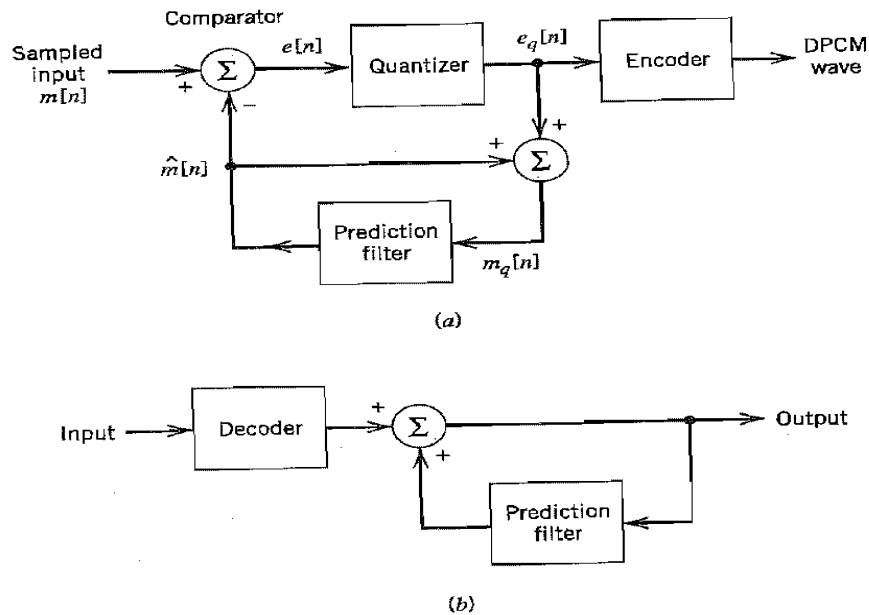 Comparator
Sampled
input
m[n]
+
Σ
−
e[n]
Quantizer
e_q[n]
Encoder
DPCM
wave
+
+
Σ
m̂[n]
Prediction
filter
m_q[n]
(a)
Input
Decoder
+
Σ
+
Output
Prediction
filter
(b)